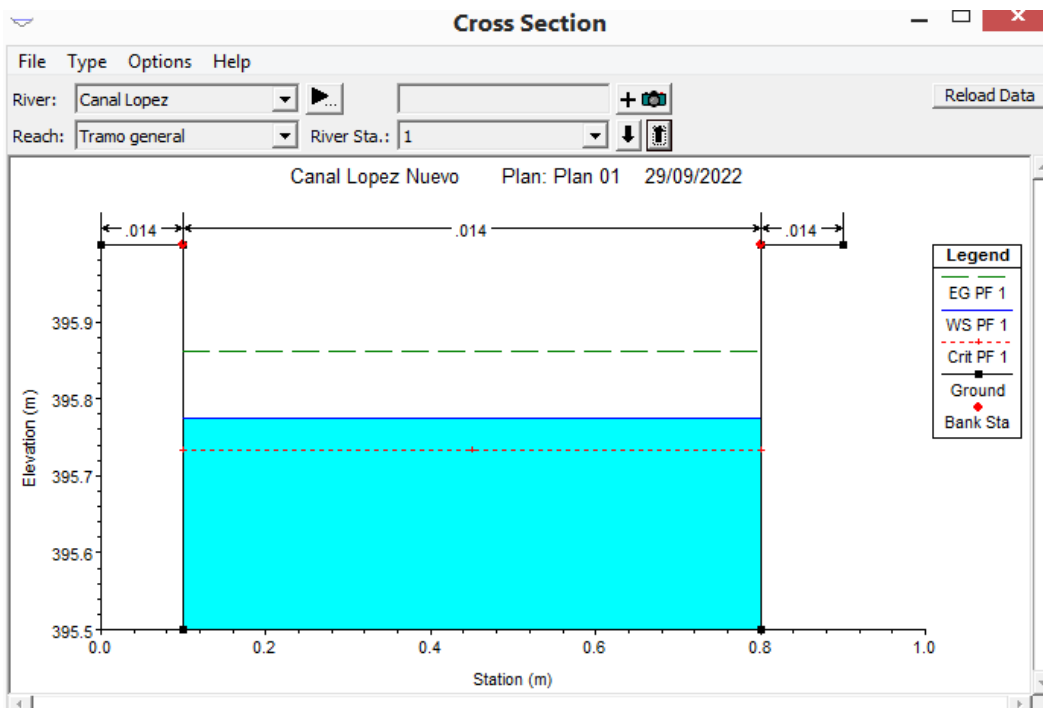 Cross Section
File Type Options Help
River: Canal Lopez ... + Reload Data
Reach: Tramo general River Sta.: 1
Canal Lopez Nuevo Plan: Plan 01 29/09/2022
.014 .014 .014
Legend
EG PF 1
WS PF 1
Crit PF 1
Ground
Bank Sta
395.9
395.8
395.7
395.6
395.5
Elevation (m)
0.0 0.2 0.4 0.6 0.8 1.0
Station (m)